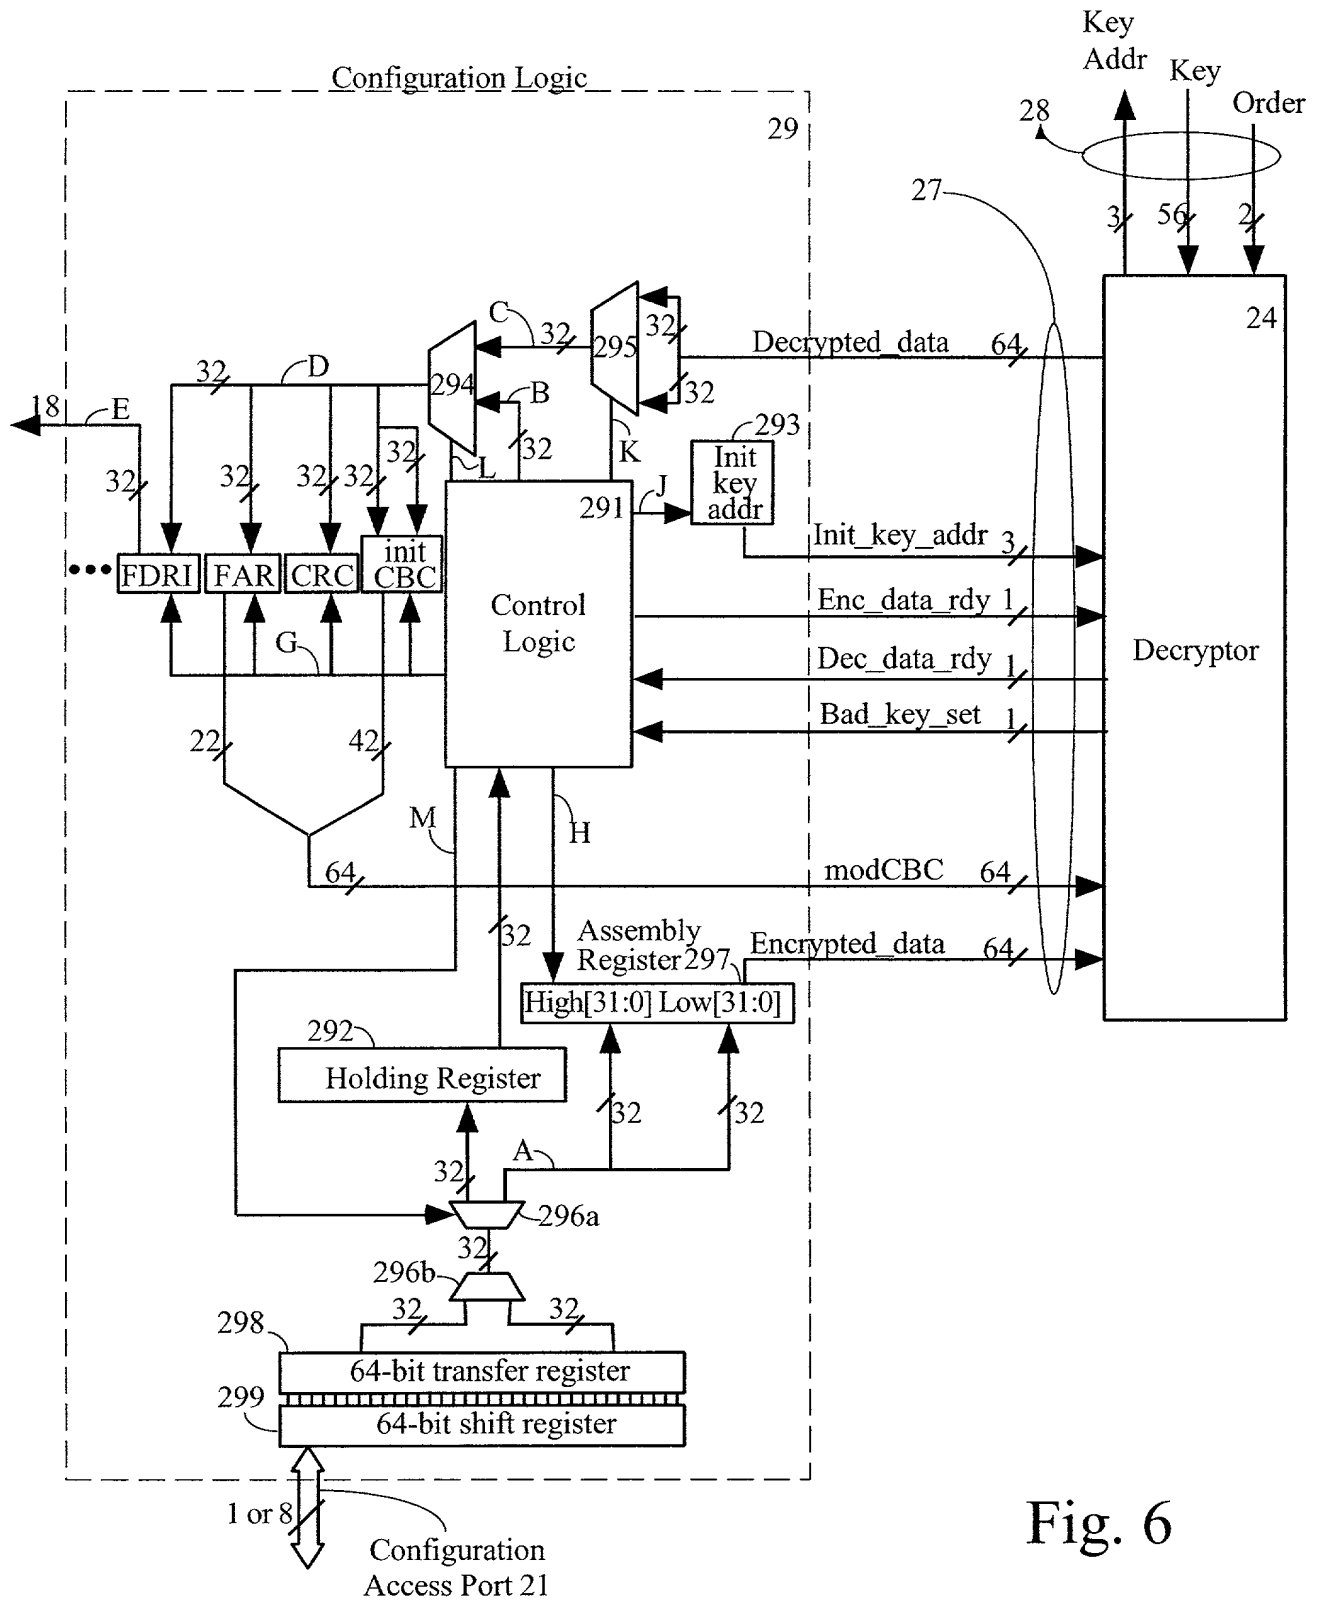 Key
Addr
Key
Order
Configuration Logic
29
28
27
3
56
2
24
C
32
295
32
32
Decrypted_data 64
32
D
294
B
32
293
18
E
32
32
32
32
32
L
K
J
Init
key
addr
291
Init_key_addr 3
FDRI
FAR
CRC
init
CBC
Control
Logic
Enc_data_rdy 1
G
Dec_data_rdy 1
Decryptor
Bad_key_set 1
22
42
M
H
64
modCBC 64
32
Assembly
Register 297
Encrypted_data 64
High[31:0] Low[31:0]
292
Holding Register
32
32
A
32
296a
32
296b
32
32
298
64-bit transfer register
299
64-bit shift register
1 or 8
Configuration
Access Port 21
Fig. 6